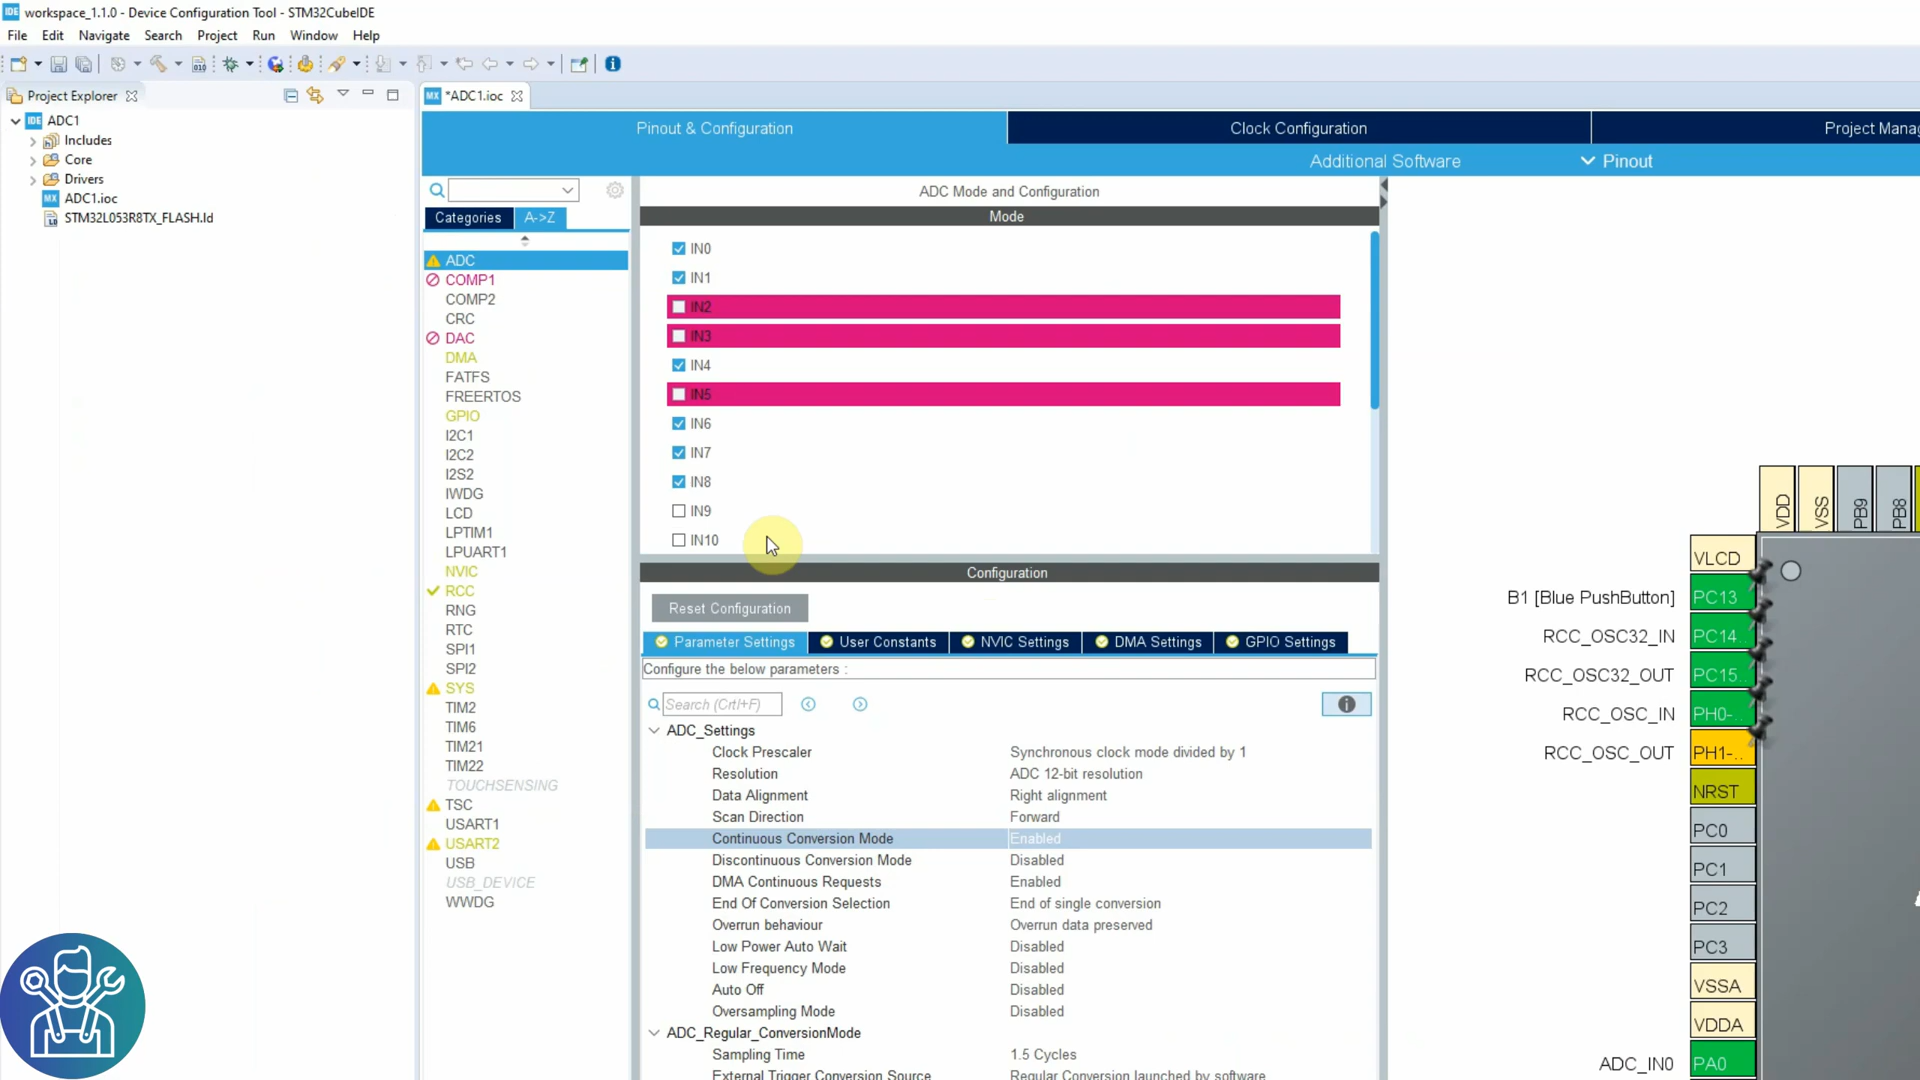 IDE workspace_1.1.0 - Device Configuration Tool - STM32CubeIDE
File Edit Navigate Search Project Run Window Help
Project Explorer
MX *ADC1.ioc
IDE ADC1
Includes
Core
Drivers
MX ADC1.ioc
STM32L053R8TX_FLASH.ld
Pinout & Configuration
Clock Configuration
Additional Software
Pinout
Categories
A->Z
ADC
COMP1
COMP2
CRC
DAC
DMA
FATFS
FREERTOS
GPIO
I2C1
I2C2
I2S2
IWDG
LCD
LPTIM1
LPUART1
NVIC
RCC
RNG
RTC
SPI1
SPI2
SYS
TIM2
TIM6
TIM21
TIM22
TOUCHSENSING
TSC
USART1
USART2
USB
USB_DEVICE
WWDG
ADC Mode and Configuration
Mode
IN0
IN1
IN2
IN3
IN4
IN5
IN6
IN7
IN8
IN9
IN10
Configuration
Reset Configuration
Parameter Settings
User Constants
NVIC Settings
DMA Settings
GPIO Settings
Configure the below parameters :
Search (Crtl+F)
ADC_Settings
Clock Prescaler Synchronous clock mode divided by 1
Resolution ADC 12-bit resolution
Data Alignment Right alignment
Scan Direction Forward
Continuous Conversion Mode Enabled
Discontinuous Conversion Mode Disabled
DMA Continuous Requests Enabled
End Of Conversion Selection End of single conversion
Overrun behaviour Overrun data preserved
Low Power Auto Wait Disabled
Low Frequency Mode Disabled
Auto Off Disabled
Oversampling Mode Disabled
ADC_Regular_ConversionMode
Sampling Time 1.5 Cycles
External Trigger Conversion Source Regular Conversion launched by software
VDD
VSS
PB9
PB8
VLCD
B1 [Blue PushButton] PC13
RCC_OSC32_IN PC14..
RCC_OSC32_OUT PC15..
RCC_OSC_IN PH0-..
RCC_OSC_OUT PH1-..
NRST
PC0
PC1
PC2
PC3
VSSA
VDDA
ADC_IN0 PA0